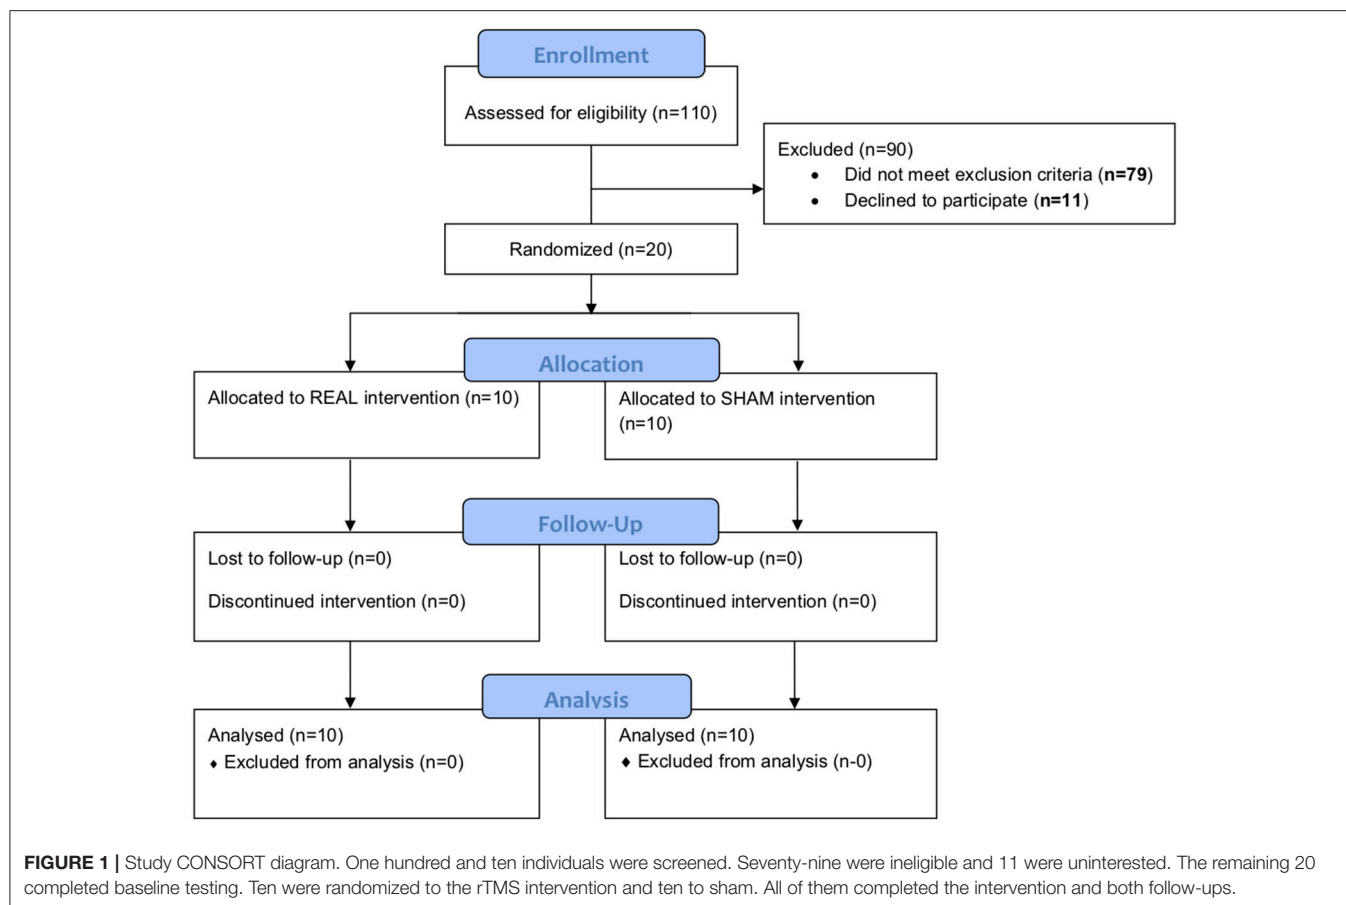 Enrollment
Assessed for eligibility (n=110)
Excluded (n=90)
• Did not meet exclusion criteria (n=79)
• Declined to participate (n=11)
Randomized (n=20)
Allocation
Allocated to REAL intervention (n=10)
Allocated to SHAM intervention
(n=10)
Follow-Up
Lost to follow-up (n=0)
Discontinued intervention (n=0)
Lost to follow-up (n=0)
Discontinued intervention (n=0)
Analysis
Analysed (n=10)
♦ Excluded from analysis (n=0)
Analysed (n=10)
♦ Excluded from analysis (n-0)
FIGURE 1 | Study CONSORT diagram. One hundred and ten individuals were screened. Seventy-nine were ineligible and 11 were uninterested. The remaining 20
completed baseline testing. Ten were randomized to the rTMS intervention and ten to sham. All of them completed the intervention and both follow-ups.